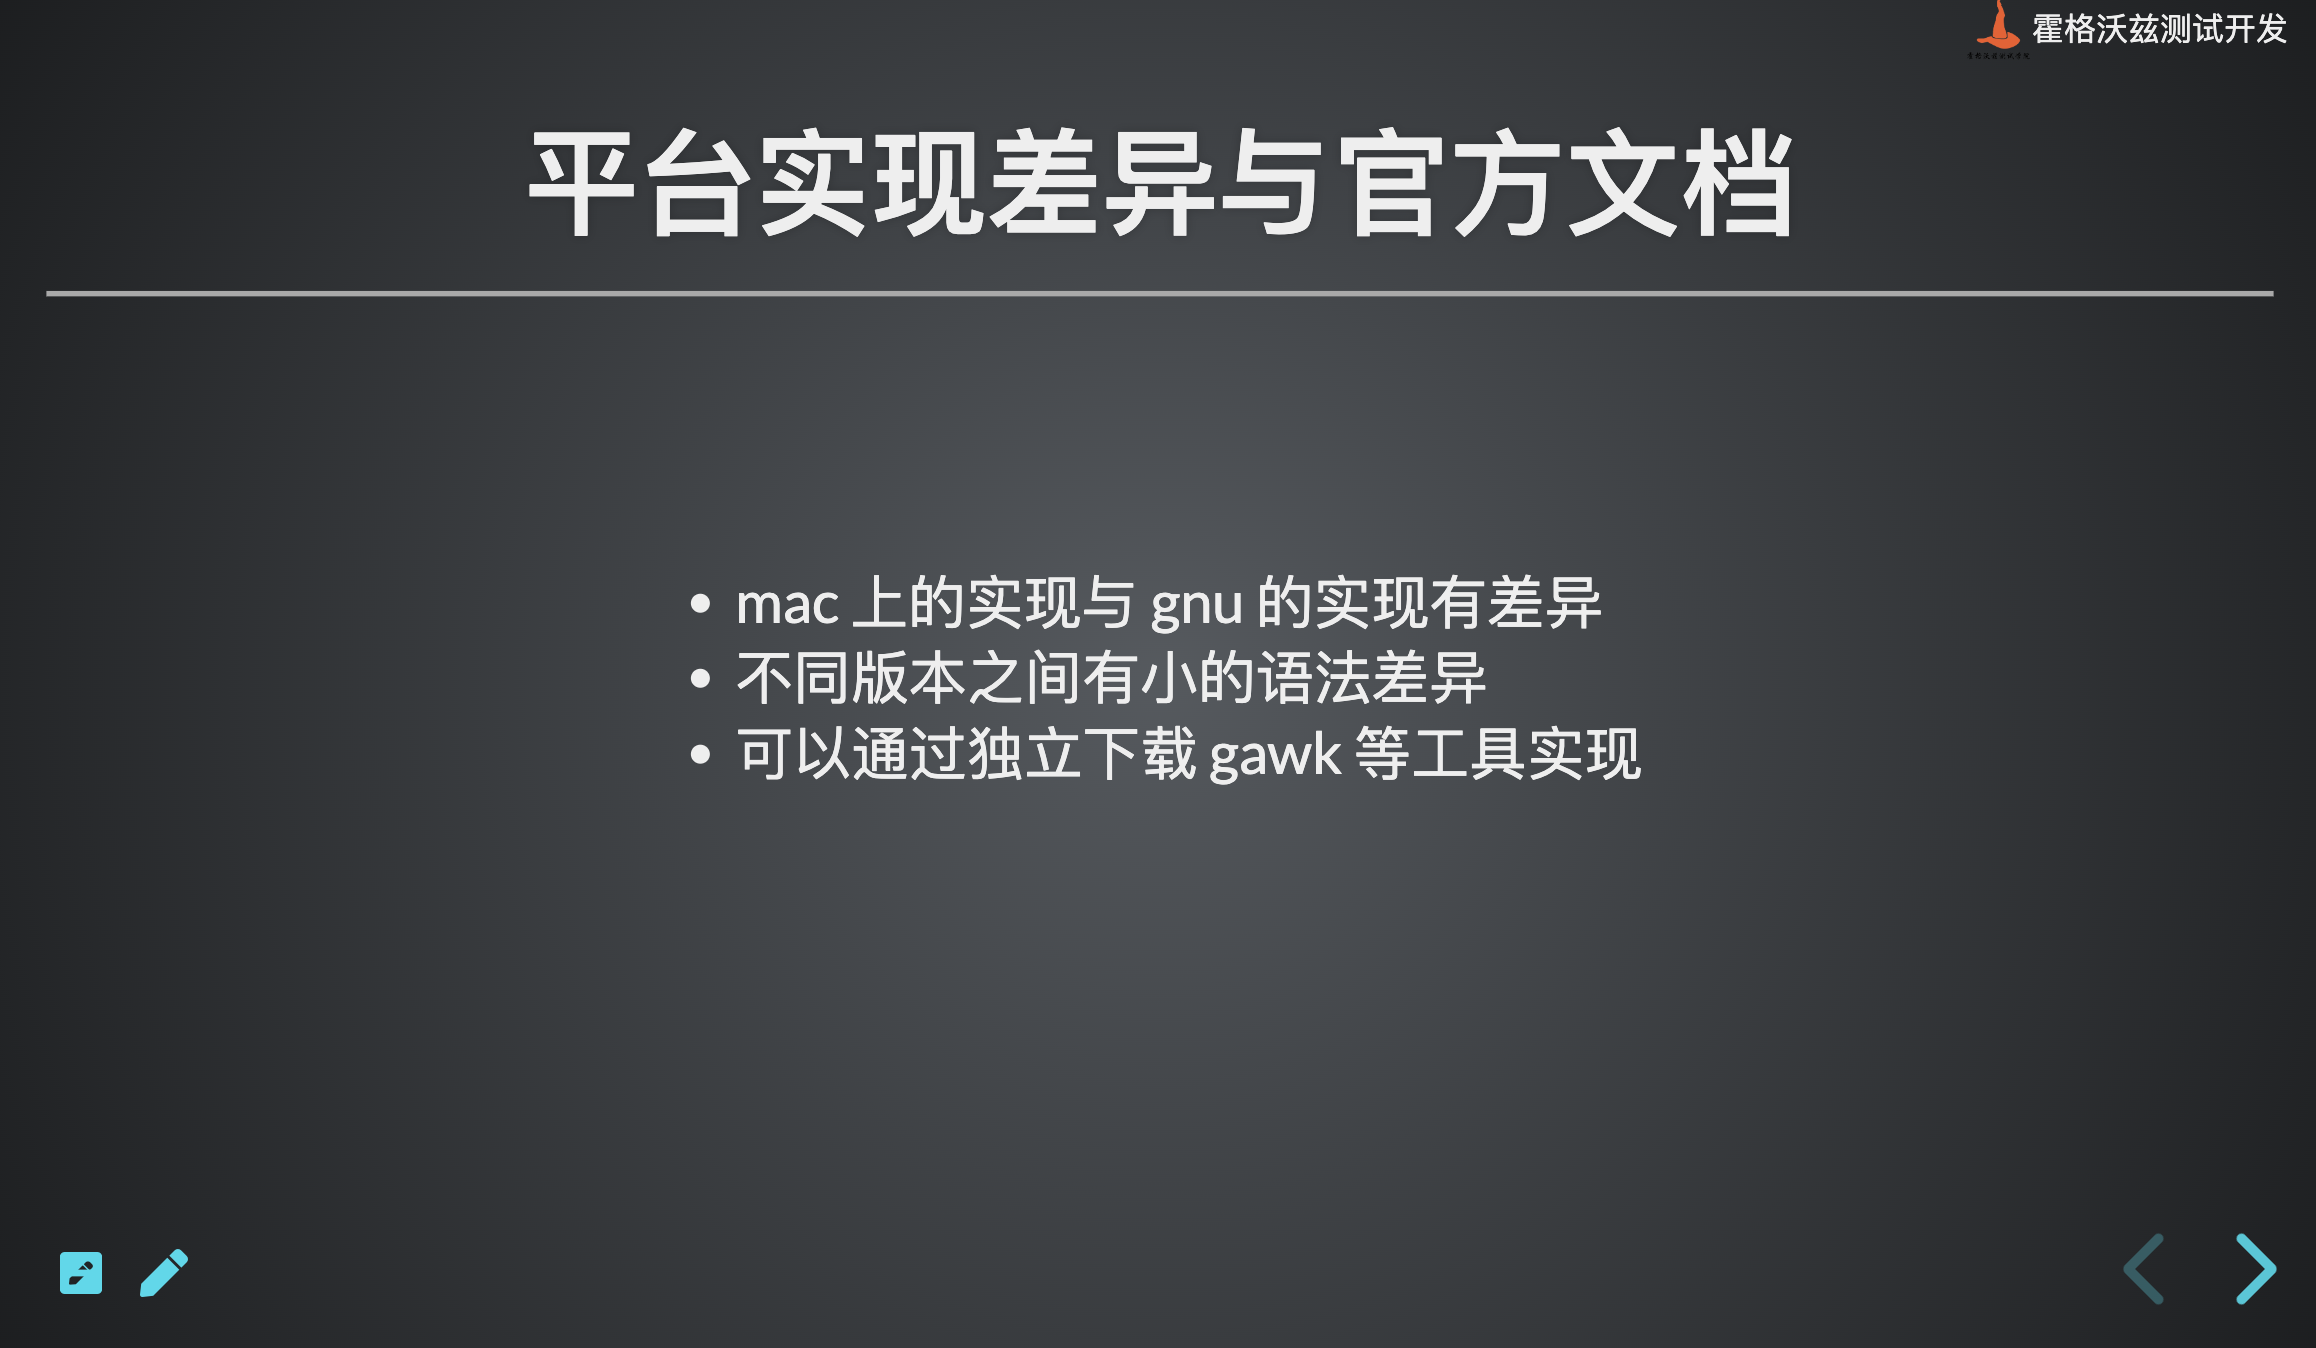 霍格沃兹测试开发
平台实现差异与官方文档
mac 上的实现与 gnu 的实现有差异
不同版本之间有小的语法差异
可以通过独立下载 gawk 等工具实现